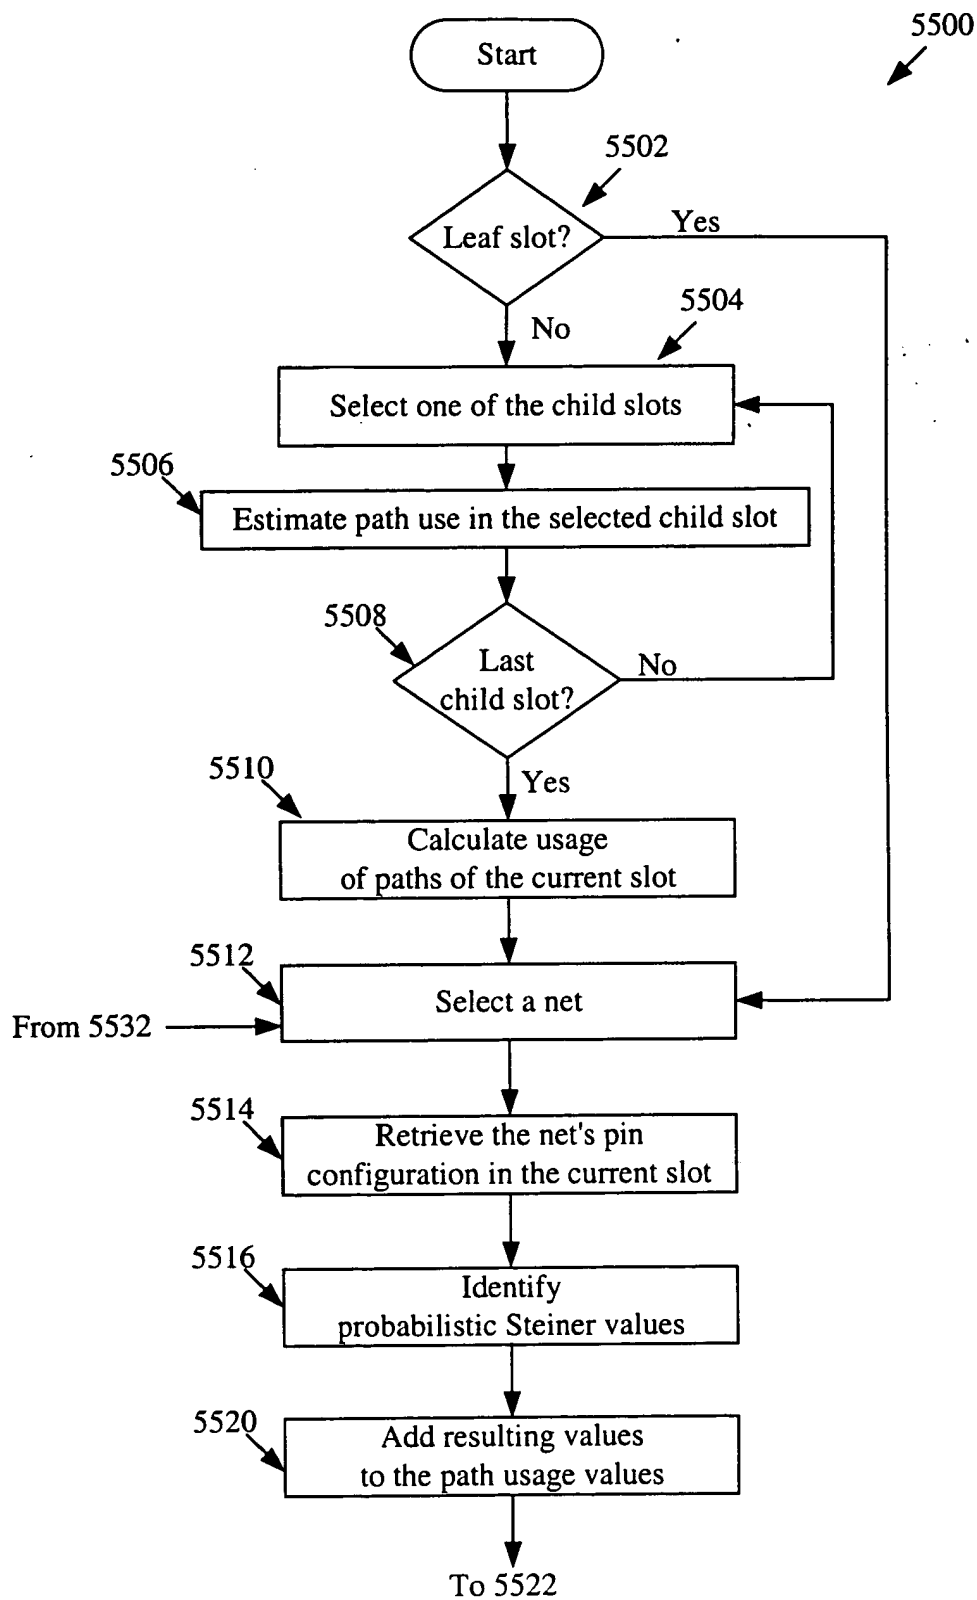 5500
Start
5502
Leaf slot?
Yes
No
5504
Select one of the child slots
5506
Estimate path use in the selected child slot
5508
Last
child slot?
No
5510
Yes
Calculate usage
of paths of the current slot
5512
Select a net
From 5532
5514
Retrieve the net's pin
configuration in the current slot
5516
Identify
probabilistic Steiner values
5520
Add resulting values
to the path usage values
To 5522